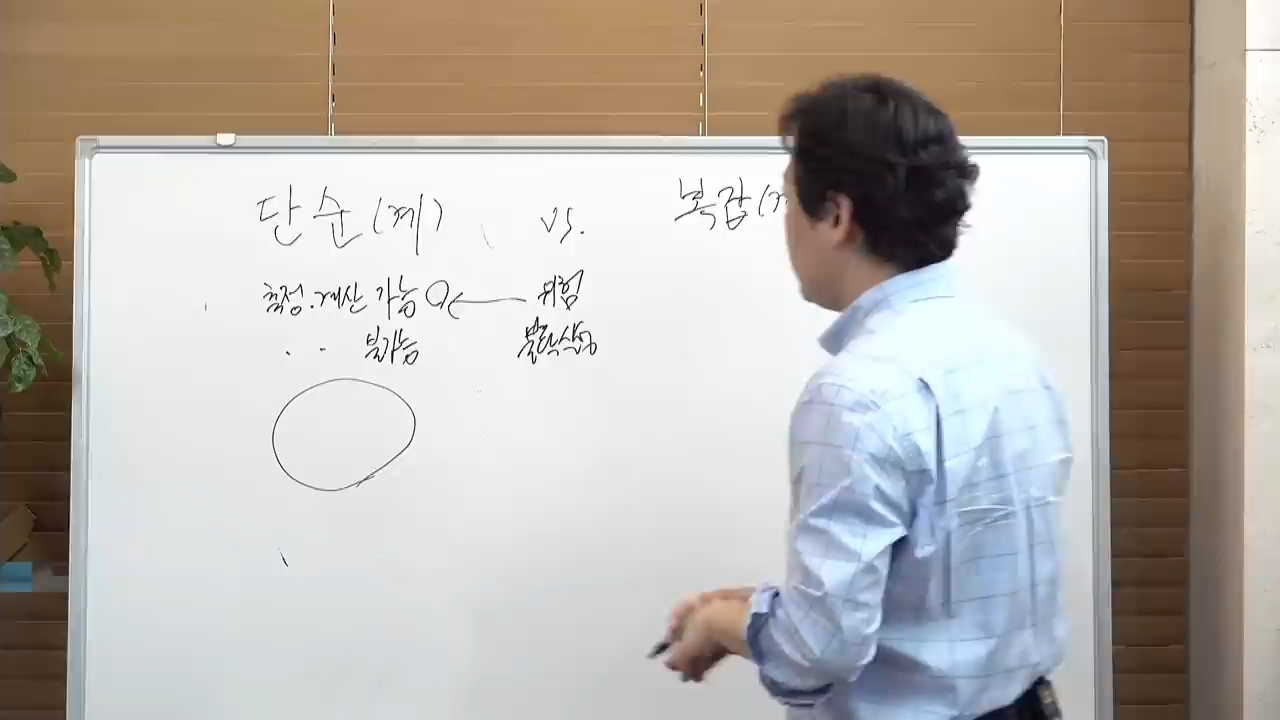 단순(계) vs. 복잡(계
측정·계산 가능 ← 위험
· · 불가능 불확실성